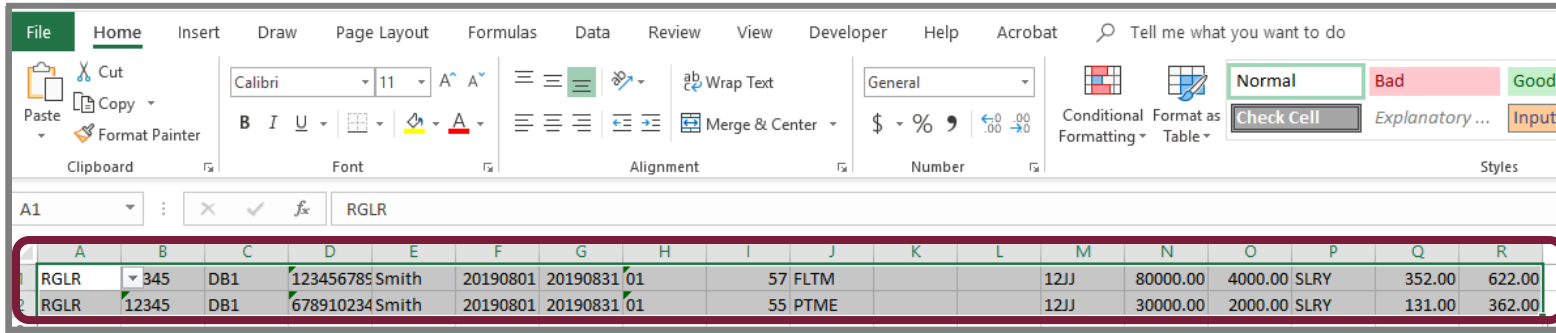 File Home Insert Draw Page Layout Formulas Data Review View Developer Help Acrobat Tell me what you want to do
Paste
Cut
Copy
Format Painter
Clipboard
Calibri 11 A^ A˅
B I U A
Font
ab Wrap Text
Merge & Center
Alignment
General
$ % 9 .00 .00
Number
Conditional Formatting
Format as Table
Normal Bad Good
Check Cell Explanatory ... Input
Styles
A1 fx RGLR
A B C D E F G H I J K L M N O P Q R
1 RGLR 345 DB1 123456789 Smith 20190801 20190831 01 57 FLTM 12JJ 80000.00 4000.00 SLRY 352.00 622.00
2 RGLR 12345 DB1 678910234 Smith 20190801 20190831 01 55 PTME 12JJ 30000.00 2000.00 SLRY 131.00 362.00